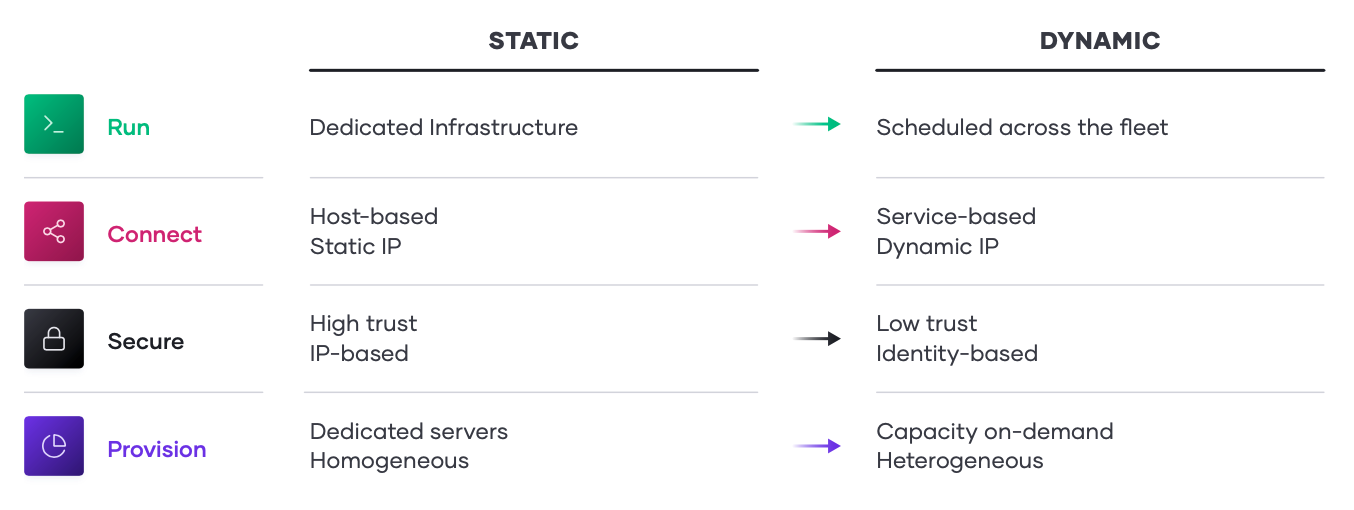 STATIC
DYNAMIC
Run
Dedicated Infrastructure
Scheduled across the fleet
Connect
Host-based
Static IP
Service-based
Dynamic IP
Secure
High trust
IP-based
Low trust
Identity-based
Provision
Dedicated servers
Homogeneous
Capacity on-demand
Heterogeneous